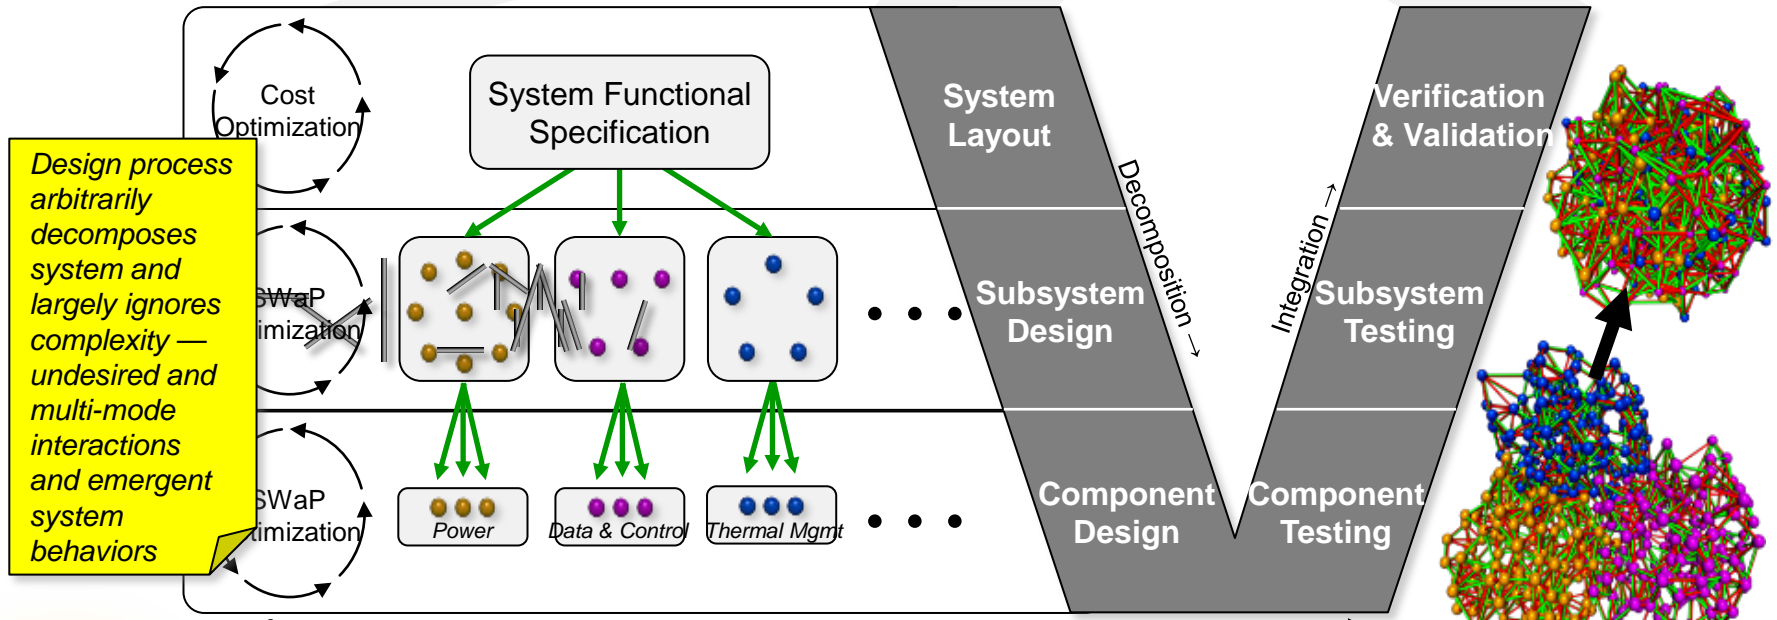 Cost
Optimization
System Functional
Specification
System
Layout
Verification
& Validation
Design process
arbitrarily
decomposes
system and
largely ignores
complexity —
undesired and
multi-mode
interactions
and emergent
system
behaviors
Decomposition →
Integration →
SWaP
timization
Subsystem
Design
Subsystem
Testing
SWaP
timization
Power
Data & Control
Thermal Mgmt
Component
Design
Component
Testing